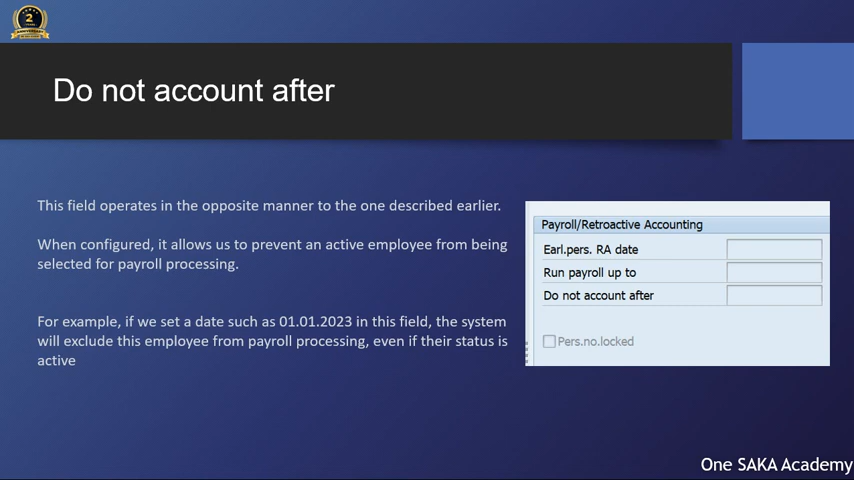 2
ANNIVERSARY
Do not account after
This field operates in the opposite manner to the one described earlier.
When configured, it allows us to prevent an active employee from being
selected for payroll processing.
For example, if we set a date such as 01.01.2023 in this field, the system
will exclude this employee from payroll processing, even if their status is
active
Payroll/Retroactive Accounting
Earl.pers. RA date
Run payroll up to
Do not account after
Pers.no.locked
One SAKA Academy